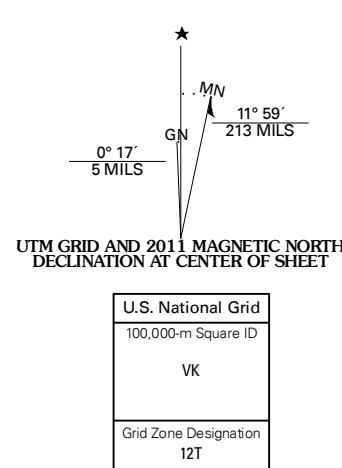 ★
MN
GN
11° 59´
213 MILS
0° 17´
5 MILS
UTM GRID AND 2011 MAGNETIC NORTH
DECLINATION AT CENTER OF SHEET
U.S. National Grid
100,000-m Square ID
VK
Grid Zone Designation
12T